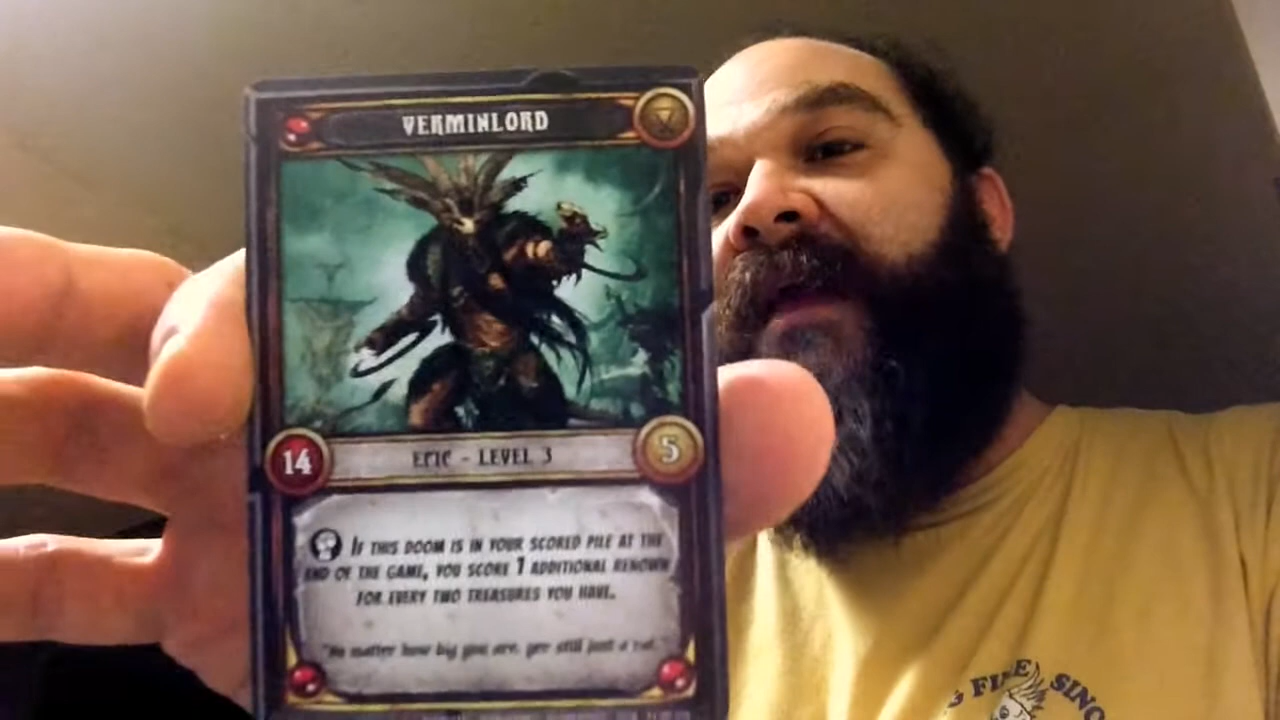 VERMINLORD
14
EPIC - LEVEL 3
5
IF THIS DOOM IS IN YOUR SCORED PILE AT THE
END OF THE GAME, YOU SCORE 1 ADDITIONAL RENOWN
FOR EVERY TWO TREASURES YOU HAVE.
"No matter how big you are, yer still just a rat."
FIRE SINC